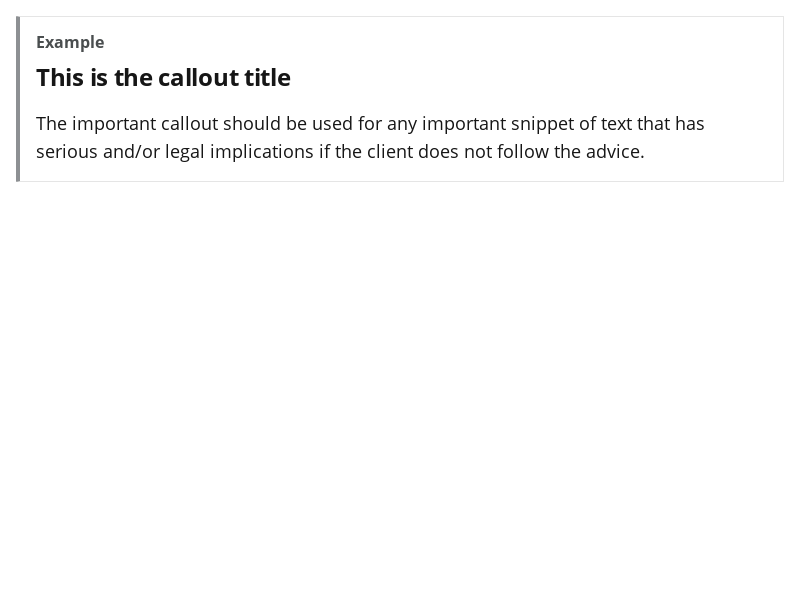 Example
This is the callout title
The important callout should be used for any important snippet of text that has
serious and/or legal implications if the client does not follow the advice.